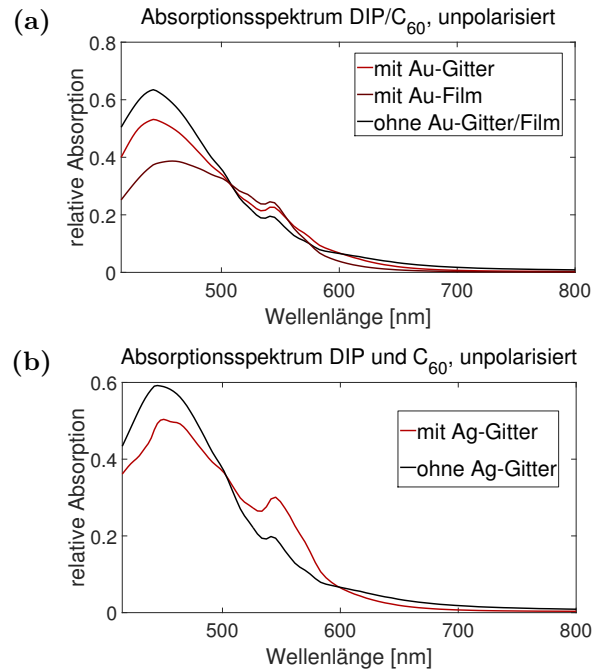 (a)
Absorptionsspektrum DIP/C60, unpolarisiert
0.8
0.6
0.4
0.2
0
relative Absorption
mit Au-Gitter
mit Au-Film
ohne Au-Gitter/Film
500 600 700 800
Wellenlänge [nm]
(b)
Absorptionsspektrum DIP und C60, unpolarisiert
0.6
0.4
0.2
0.0
relative Absorption
mit Ag-Gitter
ohne Ag-Gitter
500 600 700 800
Wellenlänge [nm]